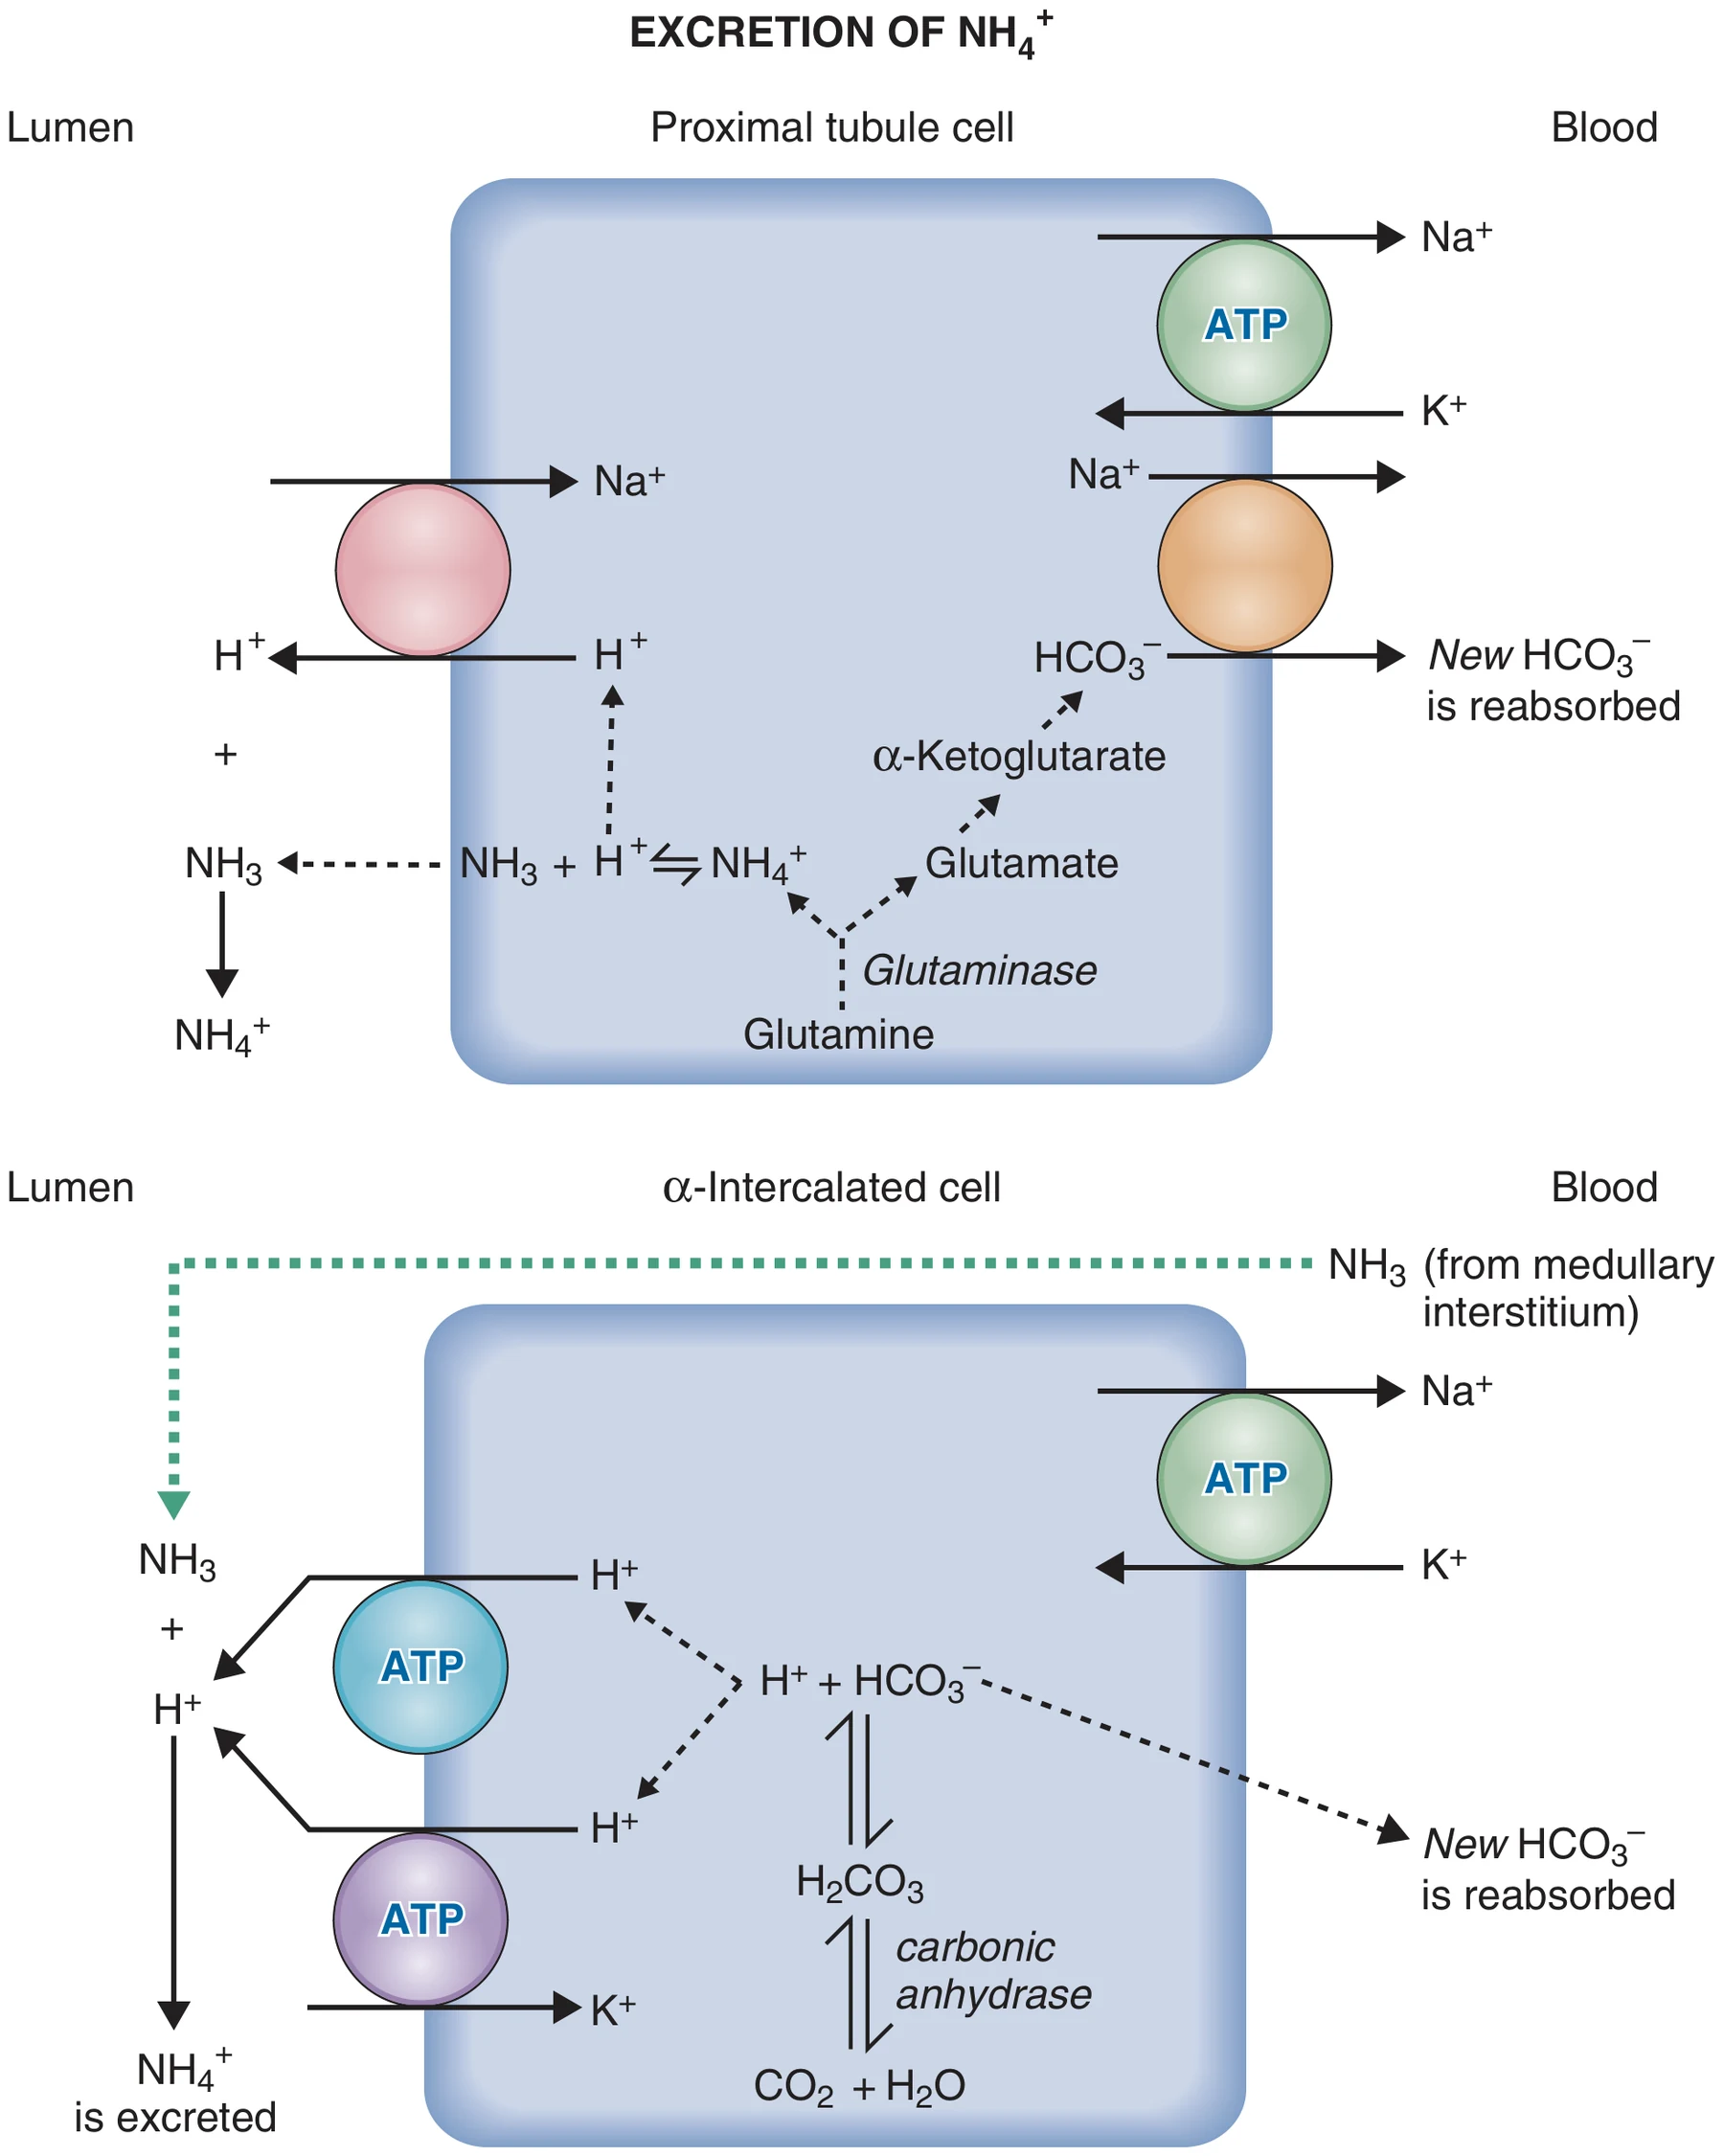 EXCRETION OF NH₄⁺
Lumen Proximal tubule cell Blood
Na⁺
ATP
K⁺
Na⁺ Na⁺
H⁺ H⁺ HCO₃⁻ New HCO₃⁻
is reabsorbed
+
α-Ketoglutarate
NH₃ NH₃ + H⁺ ⇌ NH₄⁺ Glutamate
Glutaminase
NH₄⁺ Glutamine
Lumen α-Intercalated cell Blood
NH₃ (from medullary
interstitium)
Na⁺
ATP
K⁺
NH₃ H⁺
+
ATP H⁺ + HCO₃⁻
H⁺
H⁺
New HCO₃⁻
is reabsorbed
H₂CO₃
ATP carbonic
anhydrase
K⁺
NH₄⁺ CO₂ + H₂O
is excreted